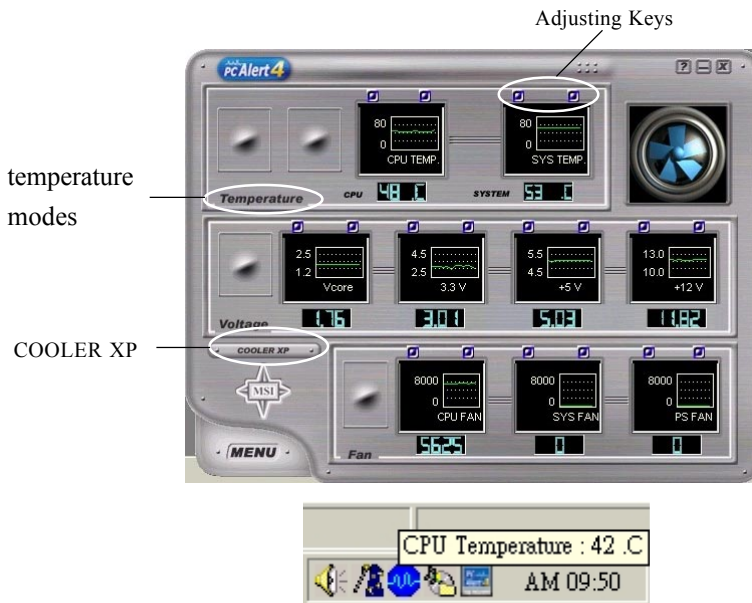 Adjusting Keys
PC Alert 4
? X
80
0
CPU TEMP.
80
0
SYS TEMP.
temperature
modes
Temperature
CPU 48 .C
SYSTEM 53 .C
2.5
1.2
Vcore
4.5
2.5
3.3 V
5.5
4.5
+5 V
13.0
10.0
+12 V
Voltage
1.76
3.01
5.03
11.82
COOLER XP
COOLER XP
MSI
8000
0
CPU FAN
8000
0
SYS FAN
8000
0
PS FAN
MENU
Fan
5625
0
0
CPU Temperature : 42 .C
AM 09:50